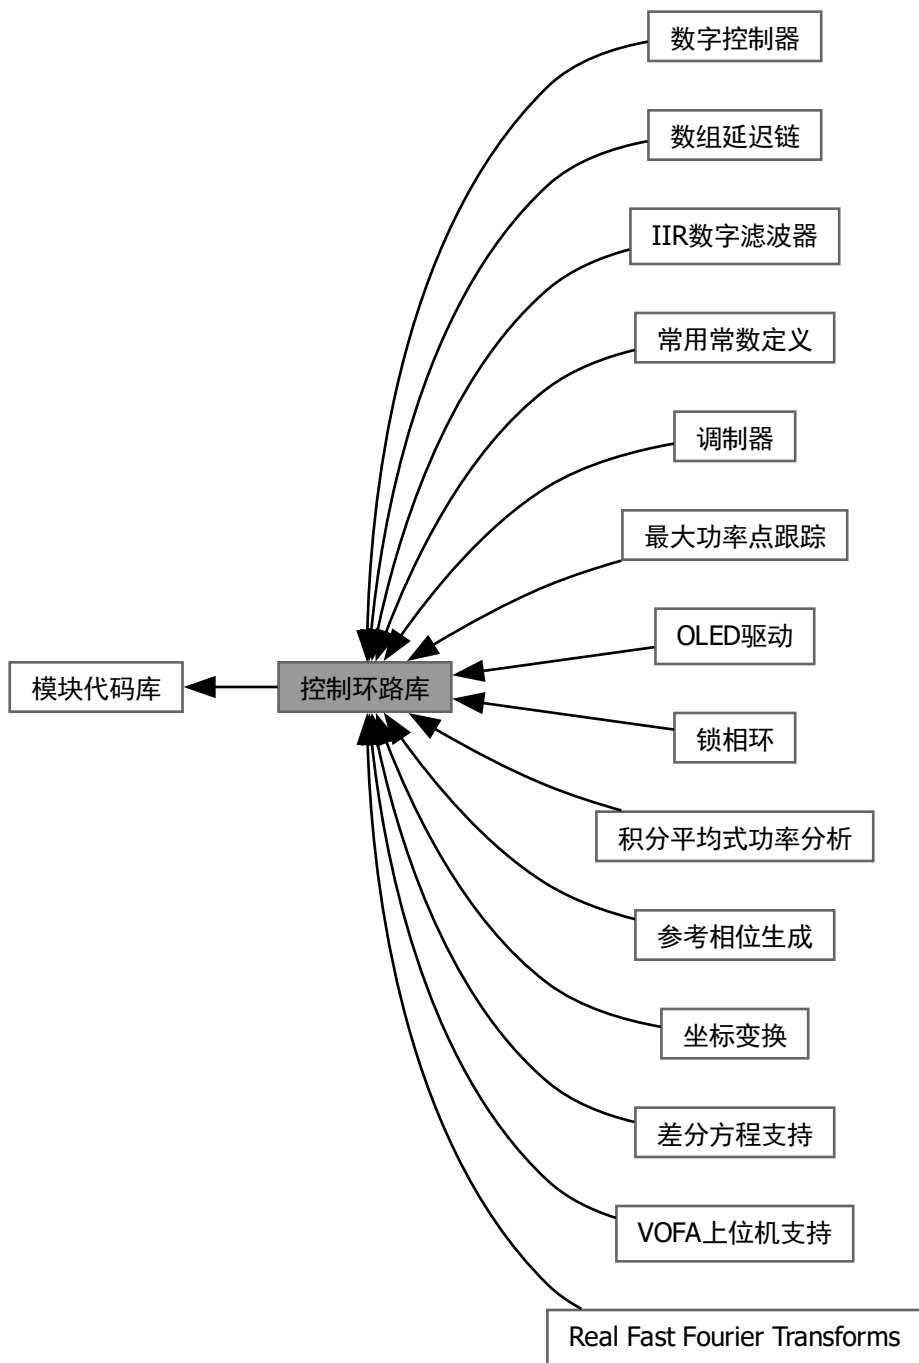 数字控制器
数组延迟链
IIR数字滤波器
常用常数定义
调制器
最大功率点跟踪
OLED驱动
模块代码库
控制环路库
锁相环
积分平均式功率分析
参考相位生成
坐标变换
差分方程支持
VOFA上位机支持
Real Fast Fourier Transforms